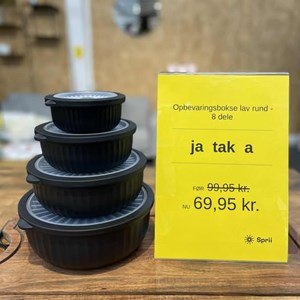 Opbevaringsbokse lav rund -
8 dele
ja tak a
FØR 99,95 kr.
NU 69,95 kr.
Sprii